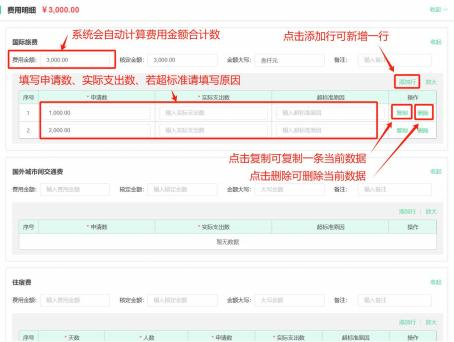 费用明细 ￥3,000.00 收起
系统会自动计算费用金额合计数
点击添加行可新增一行
国际旅费 收起
费用金额: 3,000.00 核定金额: 3,000.00 金额大写: 叁仟元 备注: 输入备注
填写申请数、实际支出数、若超标准请填写原因
添加行 放大
序号 * 申请数 * 实际支出数 超标准原因 操作
1 1,000.00 输入实际支出数 输入超标准原因 复制 删除
2 2,000.00 输入实际支出数 输入超标准原因 复制 删除
点击复制可复制一条当前数据
点击删除可删除当前数据
国外城市间交通费 收起
费用金额: 输入费用金额 核定金额: 输入核定金额 金额大写: 大写金额 备注: 输入备注
添加行 放大
序号 * 申请数 * 实际支出数 超标准原因 操作
暂无数据
住宿费 收起
费用金额: 输入费用金额 核定金额: 输入核定金额 金额大写: 大写金额 备注: 输入备注
添加行 放大
序号 * 天数 * 人数 * 申请数 * 实际支出数 超标准原因 操作